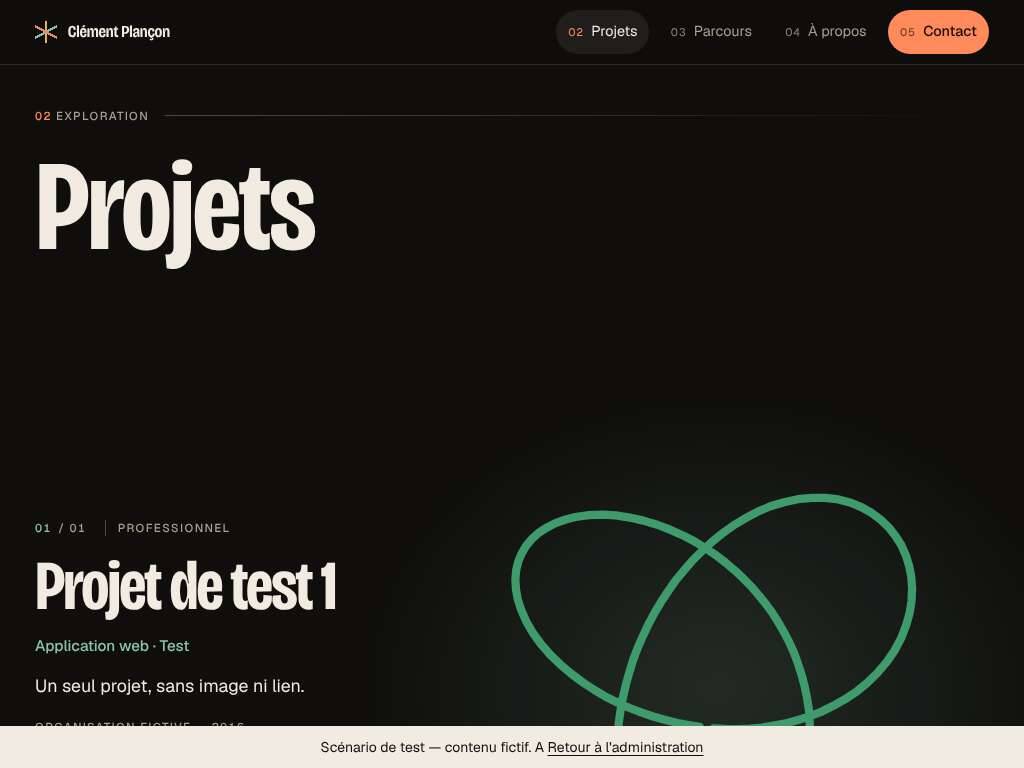 Clément Plançon
02 Projets
03 Parcours
04 À propos
05 Contact
02 EXPLORATION
Projets
01 / 01 PROFESSIONNEL
Projet de test 1
Application web · Test
Un seul projet, sans image ni lien.
Scénario de test — contenu fictif. A Retour à l'administration